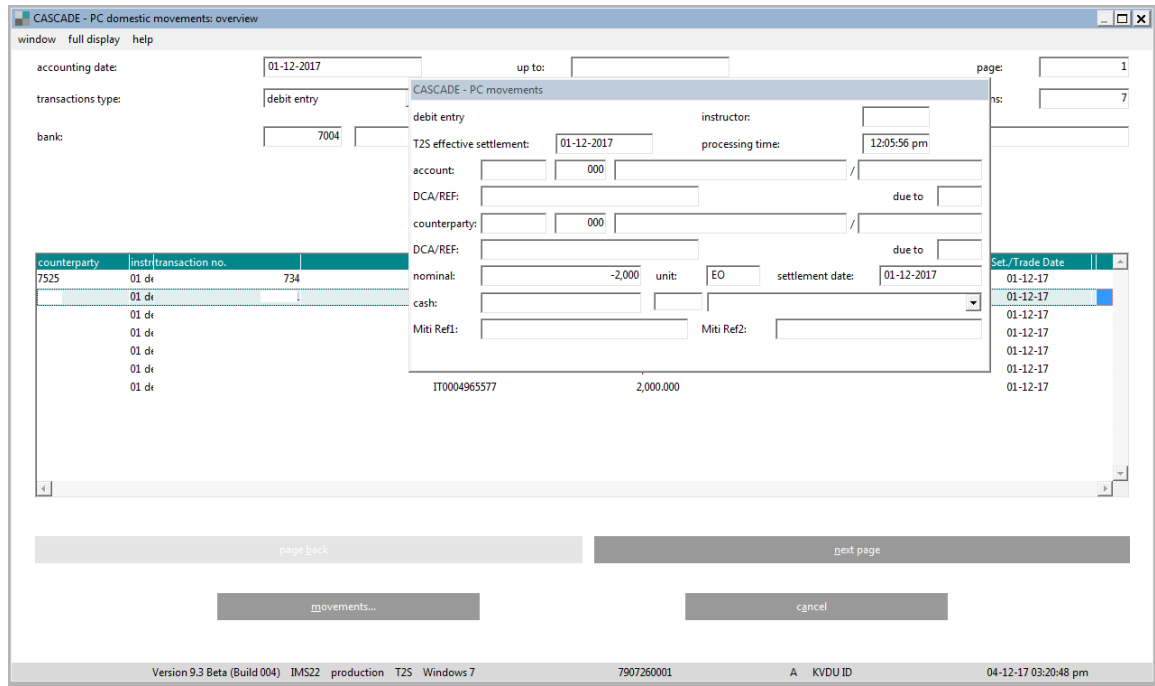 CASCADE - PC domestic movements: overview
window full display help
accounting date: 01-12-2017 up to: page: 1
transactions type: debit entry ns: 7
bank: 7004
CASCADE - PC movements
debit entry instructor:
T2S effective settlement: 01-12-2017 processing time: 12:05:56 pm
account: 000 /
DCA/REF: due to
counterparty: 000 /
DCA/REF: due to
nominal: -2,000 unit: EO settlement date: 01-12-2017
cash:
Miti Ref1: Miti Ref2:
counterparty instr transaction no. Set./Trade Date
7525 01 de 734 01-12-17
01 de 01-12-17
01 de 01-12-17
01 de 01-12-17
01 de 01-12-17
01 de 01-12-17
01 de IT0004965577 2,000.000 01-12-17
page back next page
movements... cancel
Version 9.3 Beta (Build 004) IMS22 production T2S Windows 7 7907260001 A KVDU ID 04-12-17 03:20:48 pm